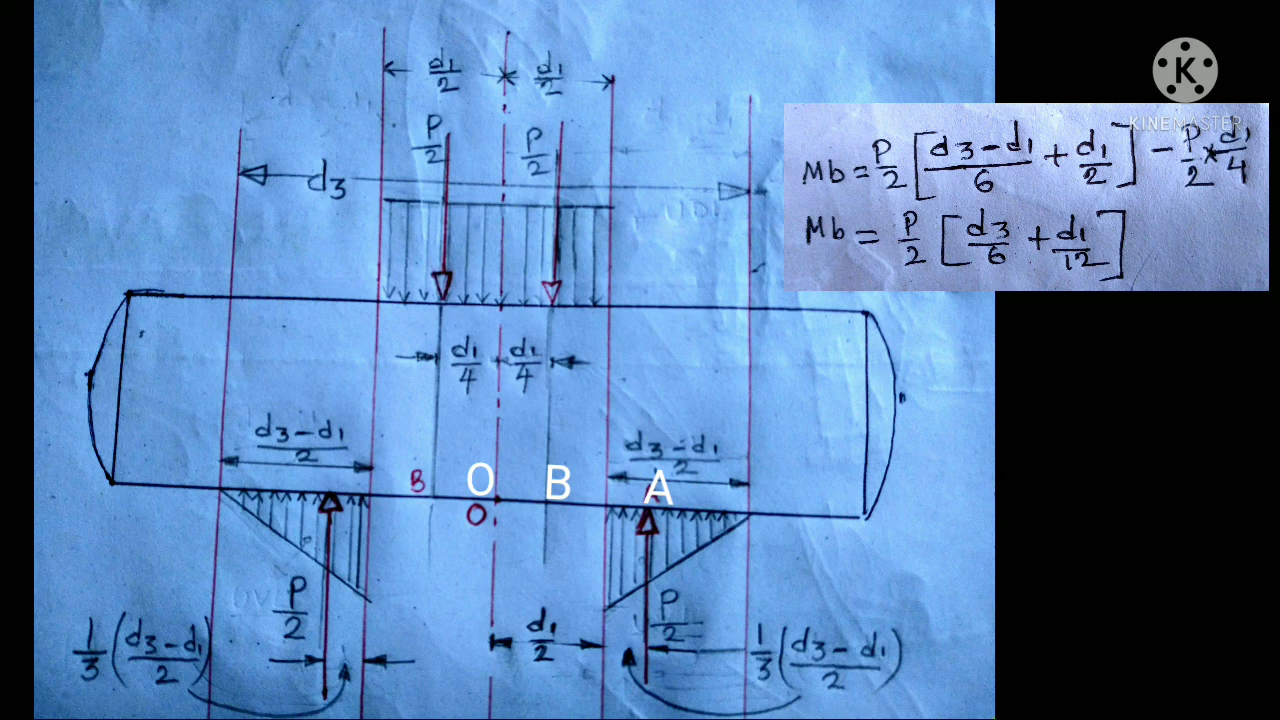 d₁/2 d₁/2
P/2 P/2
d₃
d₁/4 d₁/4
(d₃-d₁)/2 (d₃-d₁)/2
B O B A
O
P/2 P/2
1/3((d₃-d₁)/2) d₁/2 1/3((d₃-d₁)/2)
K
KINEMASTER
Mb = P/2 [(d₃-d₁)/6 + d₁/2] - P/2 * d₁/4
Mb = P/2 [d₃/6 + d₁/12]